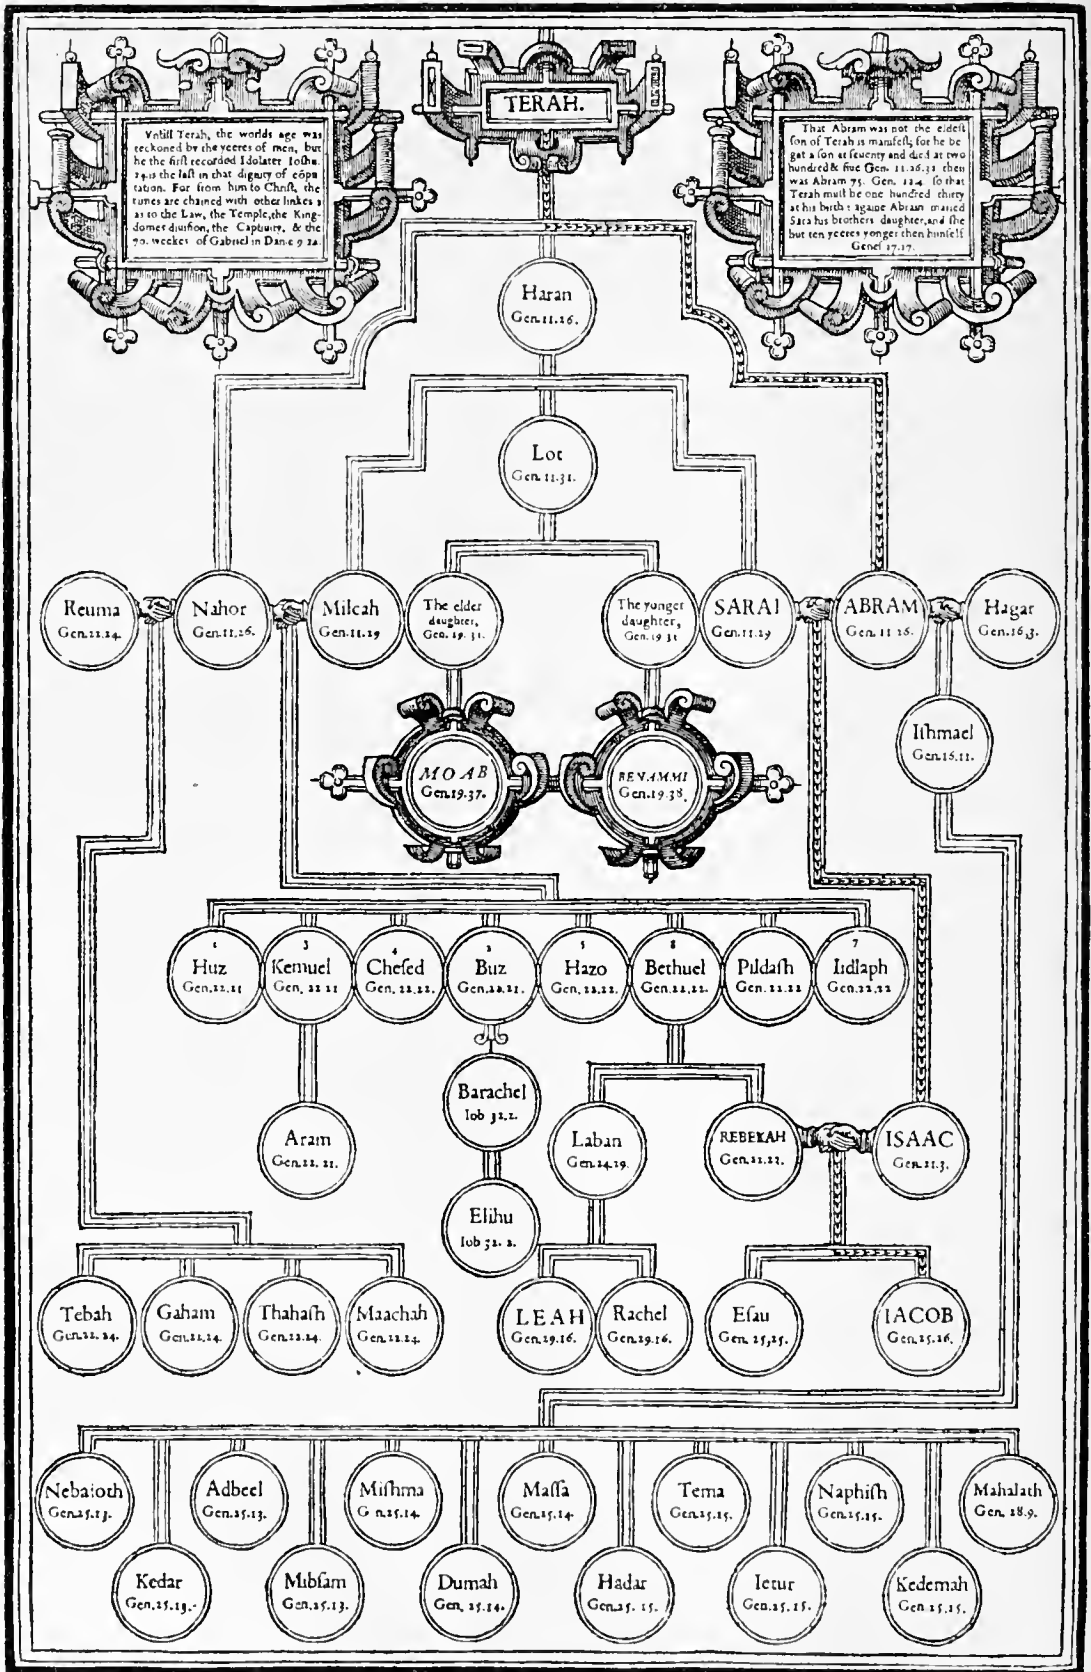 TERAH.
Vntill Terah, the worlds age was
reckoned by the yeeres of men, but
he the first recorded Idolater Ioshu.
24.is the last in that dignity of cōpu
tation. For from him to Christ, the
tunes are chained with other linkes
as to the Law, the Temple, the King-
domes diuision, the Captiuity, & the
70. weekes of Gabriel in Dan.
That Abram was not the eldest
son of Terah is manifest; for he be
gat a son at seuenty and died at two
hundred & fiue Gen. 11.26.32 then
was Abram 75. Gen. 12.4 so that
Terah must be one hundred thirty
at his birth: againe Abram maried
Sara his brothers daughter, and she
but ten yeeres yonger then himself
Genes 17.17.
Haran
Gen.11.26.
Lot
Gen.11.31.
Reuma
Gen.22.24.
Nahor
Gen.11.26.
Milcah
Gen.11.29
The elder
daughter,
Gen. 19. 31.
The yunger
daughter,
Gen. 19 31
SARAI
Gen.11.29
ABRAM
Gen. 11 26.
Hagar
Gen.16,3.
Ishmael
Gen.16.11.
MOAB
Gen.19.37.
BENAMMI
Gen.19.38.
1
Huz
Gen.22.21
3
Kemuel
Gen. 22 21
4
Chesed
Gen. 22.22.
2
Buz
Gen.22.21.
5
Hazo
Gen.22.22.
8
Bethuel
Gen.22,22.
Pildash
Gen.22.22
7
Iidlaph
Gen.22,22
Aram
Gen.22. 21.
Barachel
Iob 32.2.
Elihu
Iob 32. 2.
Laban
Gen.24.29.
REBEKAH
Gen.22.22.
ISAAC
Gen.21.3.
Tebah
Gen.22. 24.
Gaham
Gen.22.24.
Thahash
Gen.22.24.
Maachah
Gen.22.24
LEAH
Gen.29.16.
Rachel
Gen.29.16.
Esau
Gen. 25,25.
IACOB
Gen.25.26.
Nebaioth
Gen.25.13.
Adbeel
Gen.25.13.
Mishma
G n.25.14.
Massa
Gen.25.14.
Tema
Gen.25.15.
Naphish
Gen.25.15.
Mahalath
Gen. 28.9.
Kedar
Gen.25.13.
Mibsam
Gen.25.13.
Dumah
Gen. 25.14.
Hadar
Gen.25. 15.
Ietur
Gen.25. 15.
Kedemah
Gen.25,15.